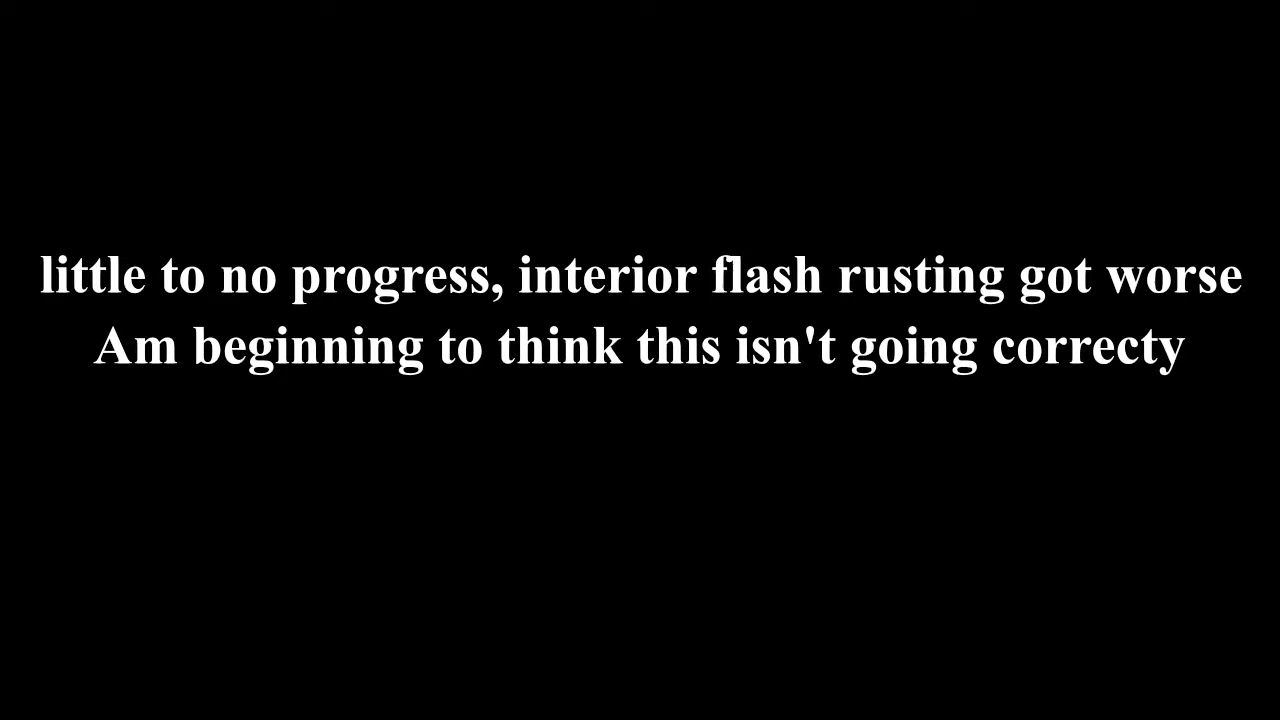 little to no progress, interior flash rusting got worse
Am beginning to think this isn't going correcty